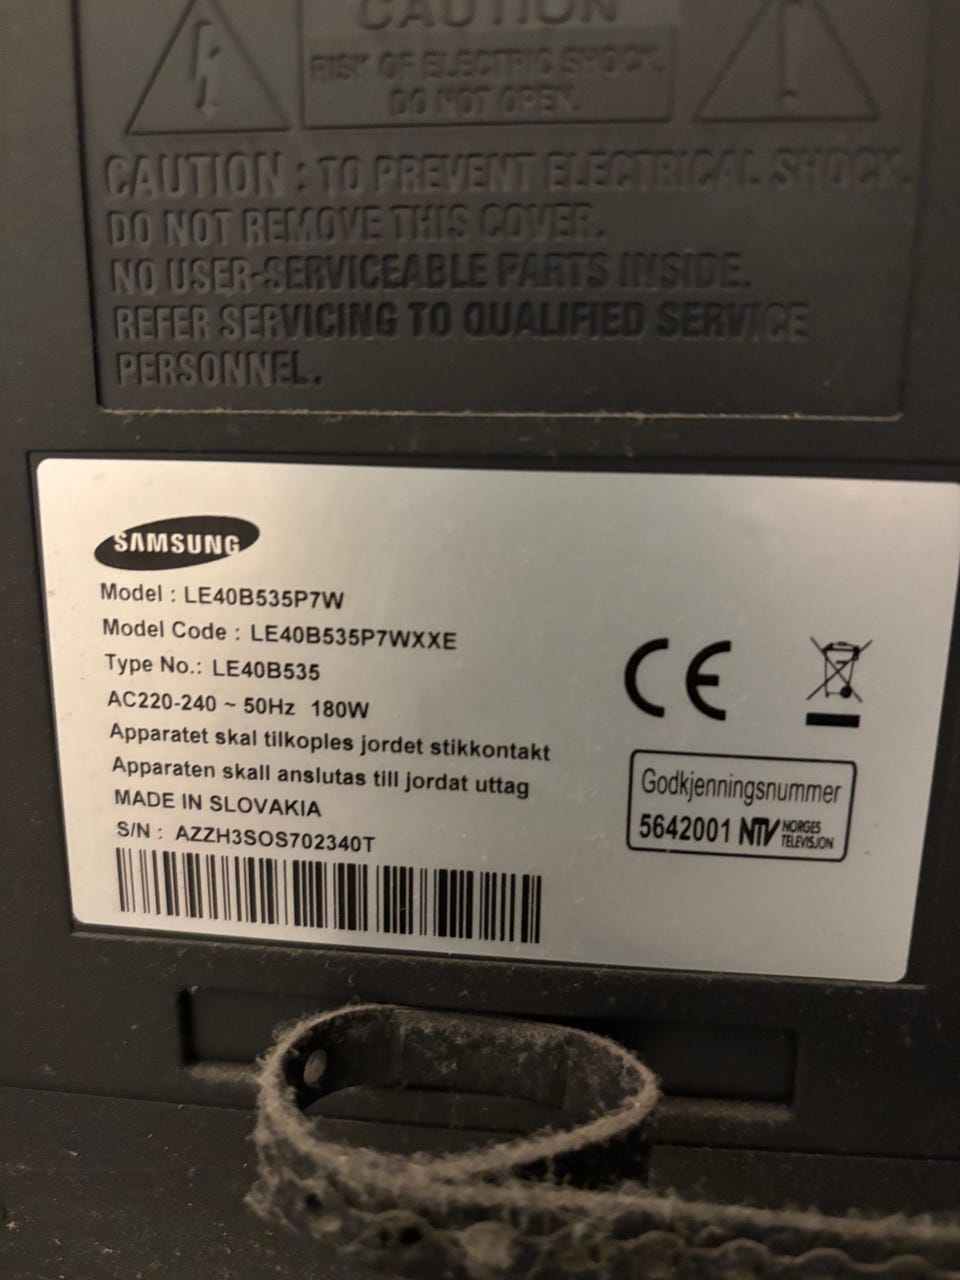 CAUTION
RISK OF ELECTRIC SHOCK.
DO NOT OPEN.
CAUTION : TO PREVENT ELECTRICAL SHOCK.
DO NOT REMOVE THIS COVER.
NO USER-SERVICEABLE PARTS INSIDE.
REFER SERVICING TO QUALIFIED SERVICE
PERSONNEL.
SAMSUNG
Model : LE40B535P7W
Model Code : LE40B535P7WXXE
Type No.: LE40B535
AC220-240 ~ 50Hz 180W
Apparatet skal tilkoples jordet stikkontakt
Apparaten skall anslutas till jordat uttag
MADE IN SLOVAKIA
S/N : AZZH3SOS702340T
CE
Godkjenningsnummer
5642001 NTV NORGES
TELEVISJON